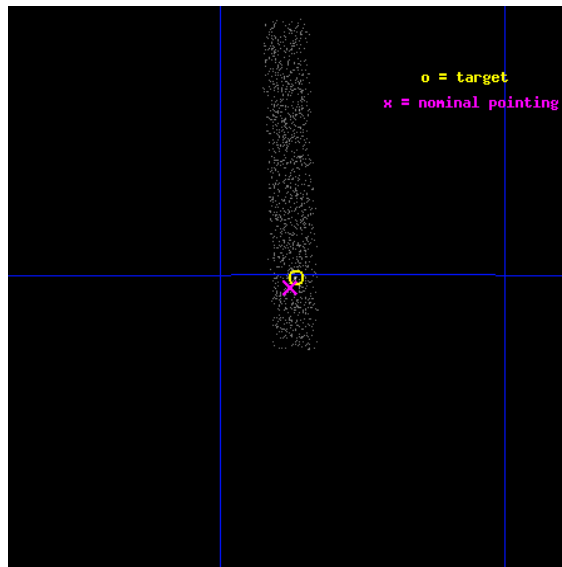 o = target
x = nominal pointing